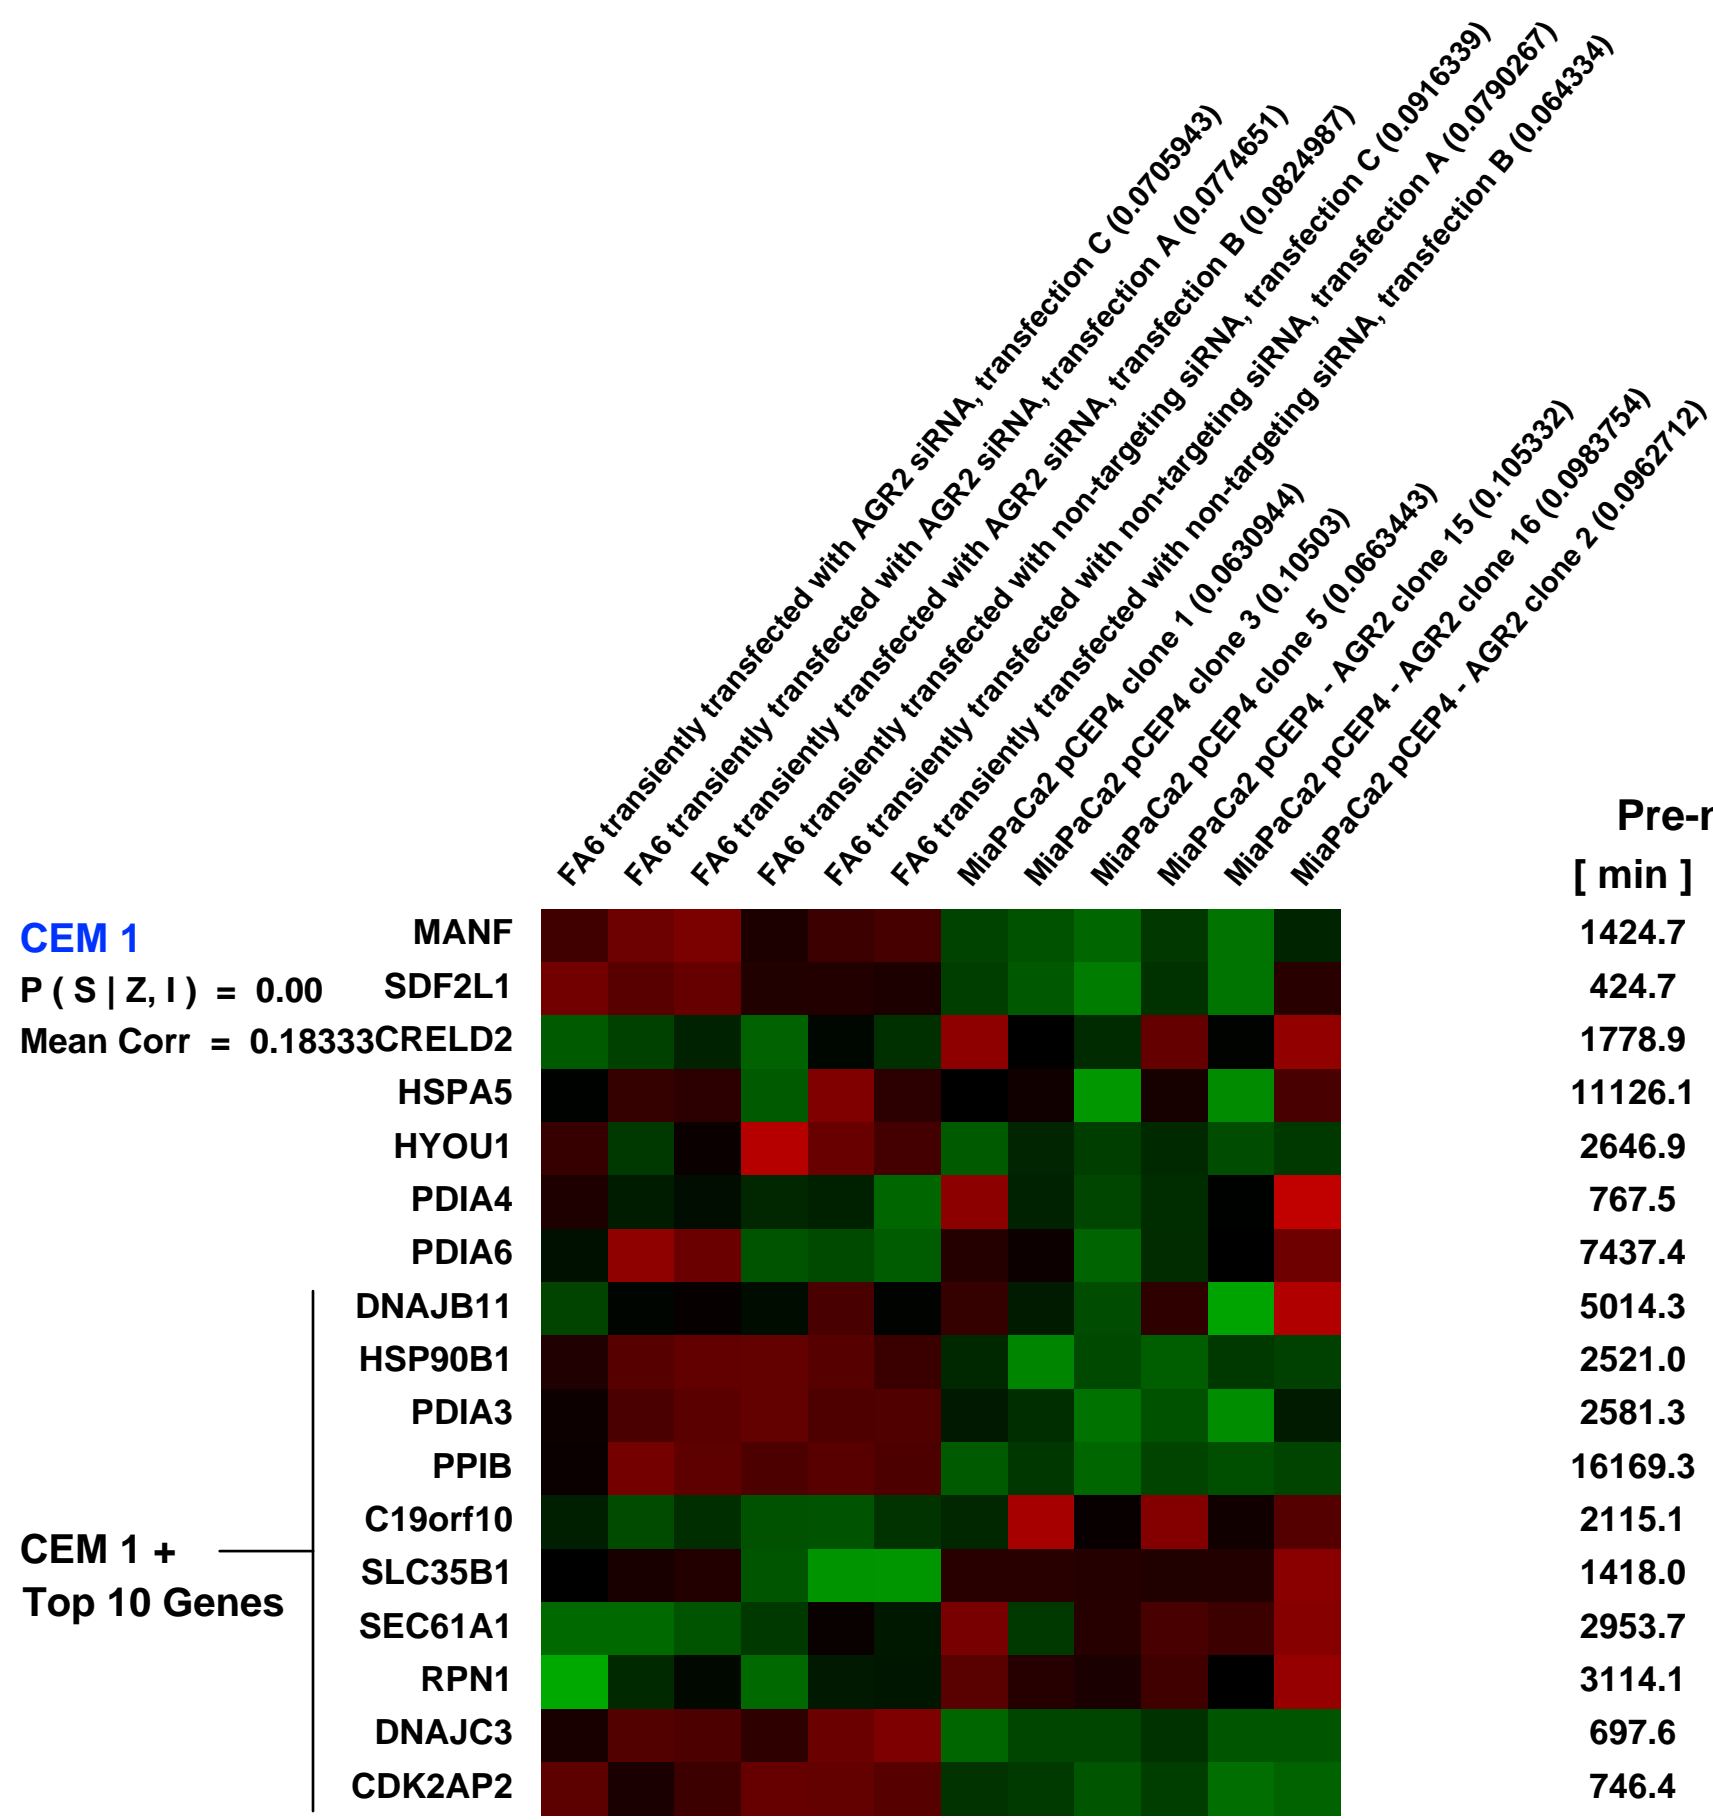 FA6 transiently transfected with AGR2 siRNA, transfection C (0.0705943)
FA6 transiently transfected with AGR2 siRNA, transfection A (0.0774651)
FA6 transiently transfected with AGR2 siRNA, transfection B (0.0824987)
FA6 transiently transfected with non-targeting siRNA, transfection C (0.0916339)
FA6 transiently transfected with non-targeting siRNA, transfection A (0.0790267)
FA6 transiently transfected with non-targeting siRNA, transfection B (0.064334)
MiaPaCa2 pCEP4 clone 1 (0.0630944)
MiaPaCa2 pCEP4 clone 3 (0.10503)
MiaPaCa2 pCEP4 clone 5 (0.0663443)
MiaPaCa2 pCEP4 - AGR2 clone 15 (0.105332)
MiaPaCa2 pCEP4 - AGR2 clone 16 (0.0983754)
MiaPaCa2 pCEP4 - AGR2 clone 2 (0.0962712)
Pre-r
[ min ]
CEM 1
P ( S | Z, I ) = 0.00
Mean Corr = 0.18333
MANF 1424.7
SDF2L1 424.7
CRELD2 1778.9
HSPA5 11126.1
HYOU1 2646.9
PDIA4 767.5
PDIA6 7437.4
DNAJB11 5014.3
HSP90B1 2521.0
PDIA3 2581.3
PPIB 16169.3
C19orf10 2115.1
CEM 1 +
Top 10 Genes
SLC35B1 1418.0
SEC61A1 2953.7
RPN1 3114.1
DNAJC3 697.6
CDK2AP2 746.4